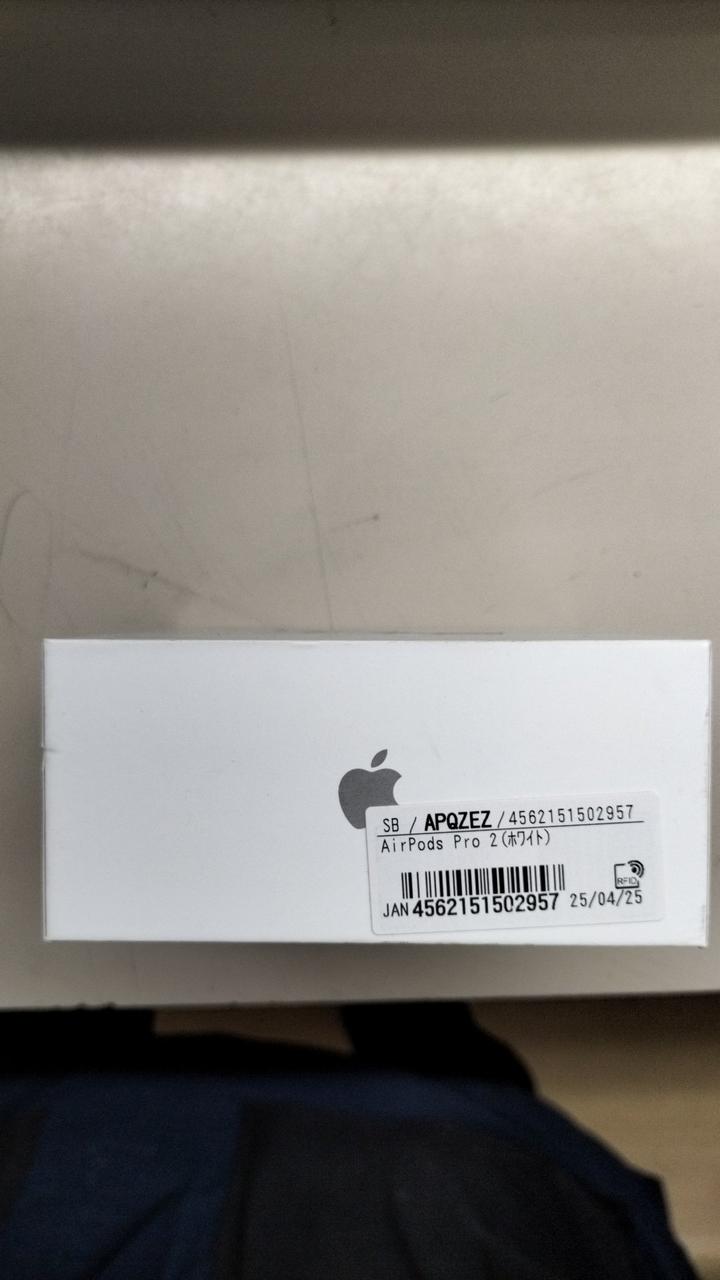 SB / APQZEZ / 4562151502957
AirPods Pro 2(ホワイト)
RFID
JAN 4562151502957 25/04/25